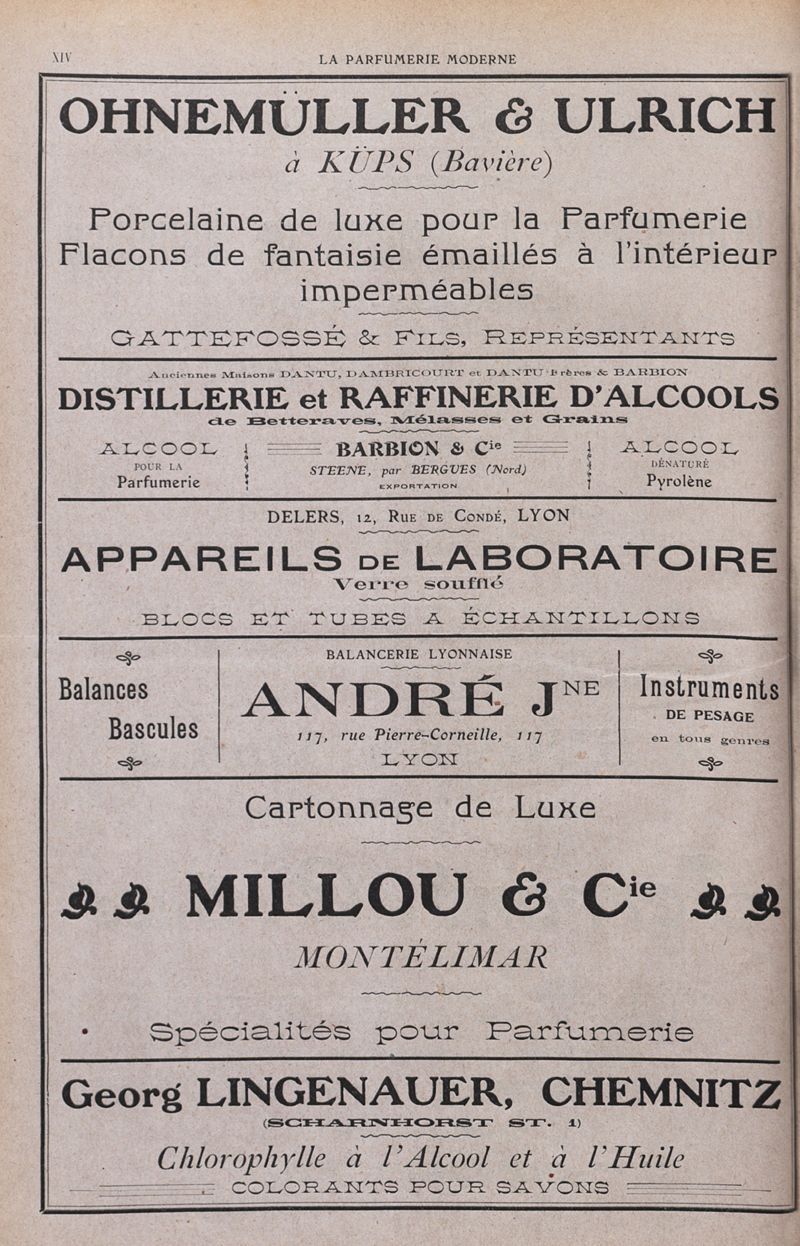 XIV
LA PARFUMERIE MODERNE
OHNEMÜLLER & ULRICH
à KÜPS (Bavière)
Porcelaine de luxe pour la Parfumerie
Flacons de fantaisie émaillés à l'intérieur
imperméables
GATTEFOSSÉ & FILS, REPRÉSENTANTS
Anciennes Maisons DANTU, DAMBRICOURT et DANTU Frères & BARBION
DISTILLERIE et RAFFINERIE D'ALCOOLS
de Betteraves, Mélasses et Grains
ALCOOL
POUR LA
Parfumerie
BARBION & Cie
STEENE, par BERGUES (Nord)
EXPORTATION
ALCOOL
DÉNATURÉ
Pyrolène
DELERS, 12, RUE DE CONDÉ, LYON
APPAREILS DE LABORATOIRE
Verre soufflé
BLOCS ET TUBES A ÉCHANTILLONS
Balances
Bascules
BALANCERIE LYONNAISE
ANDRÉ JNE
117, rue Pierre-Corneille, 117
LYON
Instruments
DE PESAGE
en tous genres
Cartonnage de Luxe
MILLOU & Cie
MONTÉLIMAR
Spécialités pour Parfumerie
Georg LINGENAUER, CHEMNITZ
(SCHARNHORST ST. 1)
Chlorophylle à l'Alcool et à l'Huile
COLORANTS POUR SAVONS